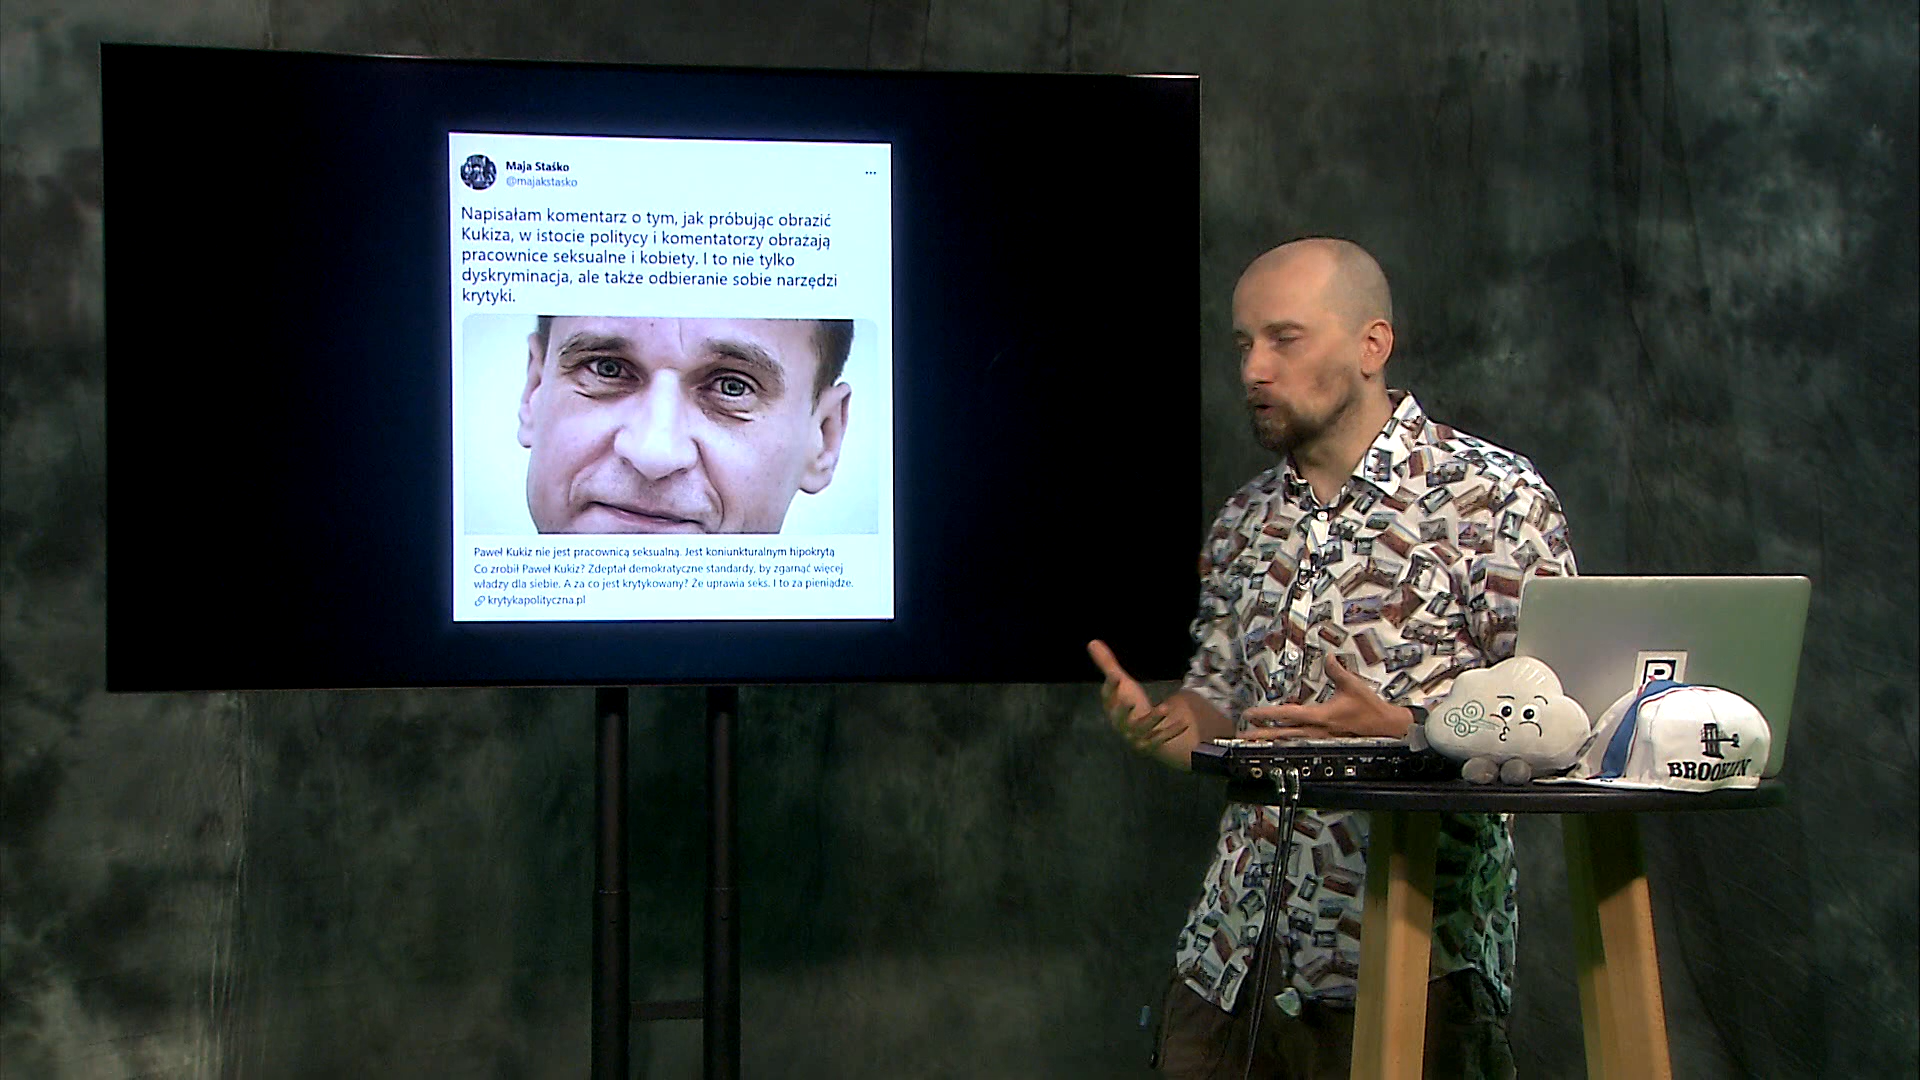 Maja Staśko
@majakstasko
...
Napisałam komentarz o tym, jak próbując obrazić
Kukiza, w istocie politycy i komentatorzy obrażają
pracownice seksualne i kobiety. I to nie tylko
dyskryminacja, ale także odbieranie sobie narzędzi
krytyki.
Paweł Kukiz nie jest pracownicą seksualną. Jest koniunkturalnym hipokrytą
Co zrobił Paweł Kukiz? Zdeptał demokratyczne standardy, by zgarnąć więcej
władzy dla siebie. A za co jest krytykowany? Że uprawia seks. I to za pieniądze.
krytykapolityczna.pl
BROOKLYN